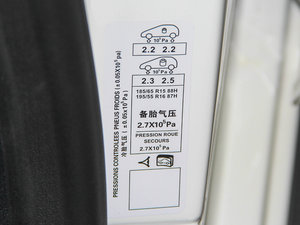 PRESSIONS CONTROLEES PNEUS FROIDS (±0.05X10⁵pa)
冷胎气压 (±0.05x10⁵Pa)
10⁵Pa
2.2 2.2
10⁵Pa
2.3 2.5
185/65 R15 88H
195/55 R16 87H
备胎气压
2.7X10⁵Pa
PRESSION ROUE
SECOURS
2.7X10⁵Pa